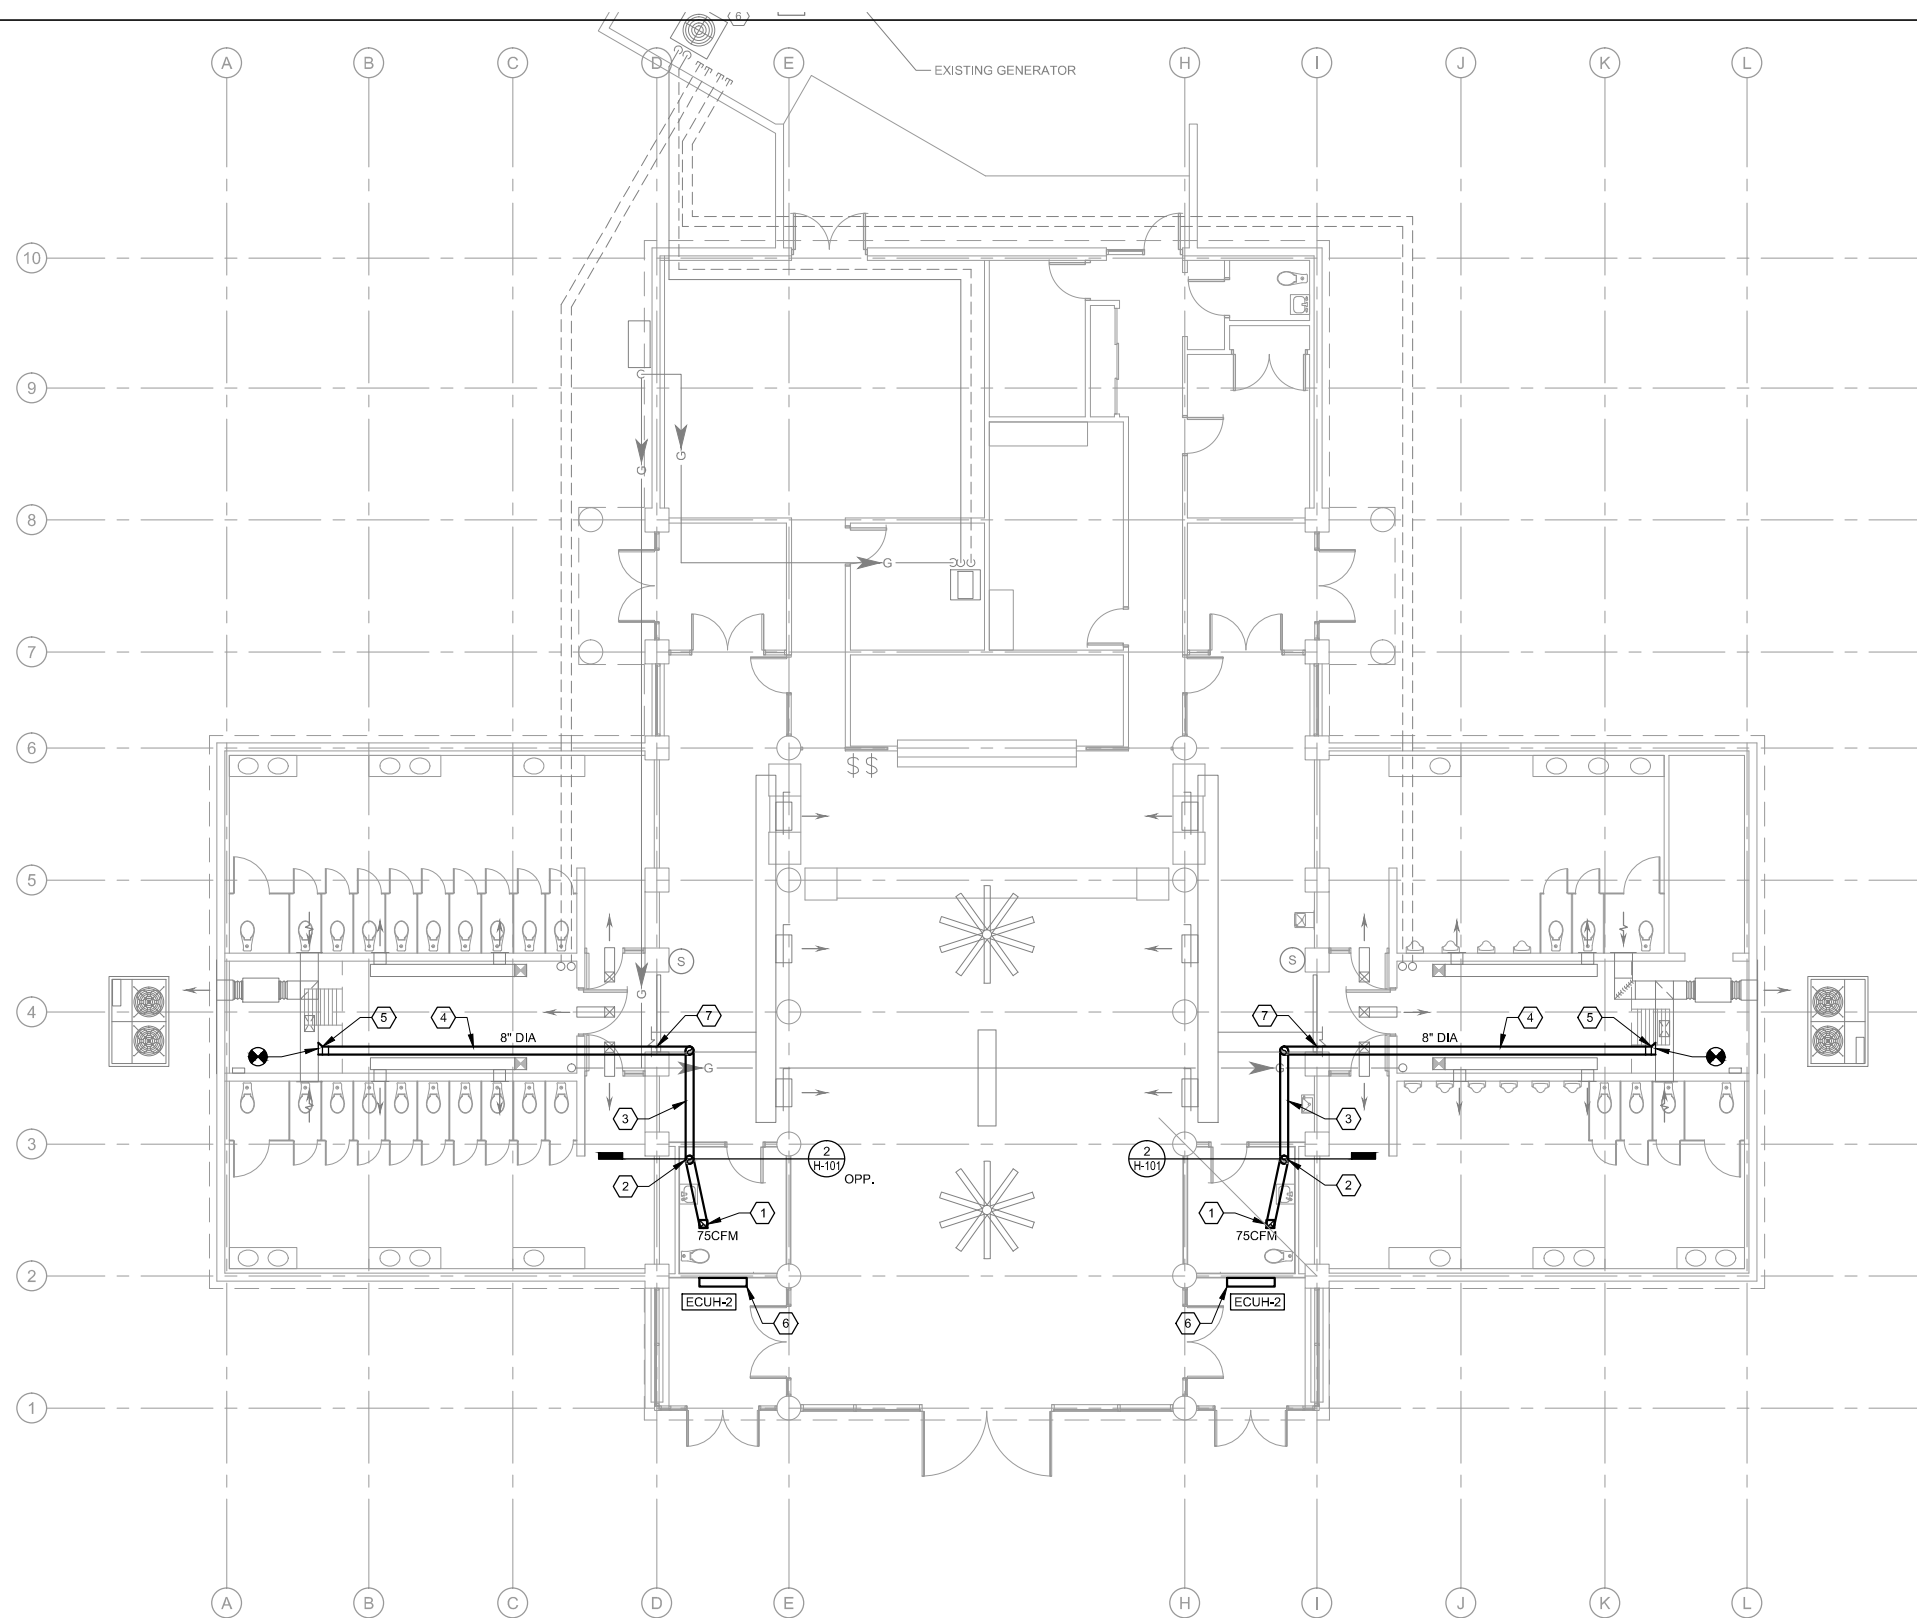 6
EXISTING GENERATOR
A B C D E H I J K L
10
9
G G
8
G
7
6
$ $
5
S S
4
5 4 8" DIA 7 7 8" DIA 4 5
G G
3 3
3
2
H-101
OPP.
2
H-101
2 2
1 1
75CFM 75CFM
2
ECUH-2 ECUH-2
6 6
1
A B C D E H I J K L